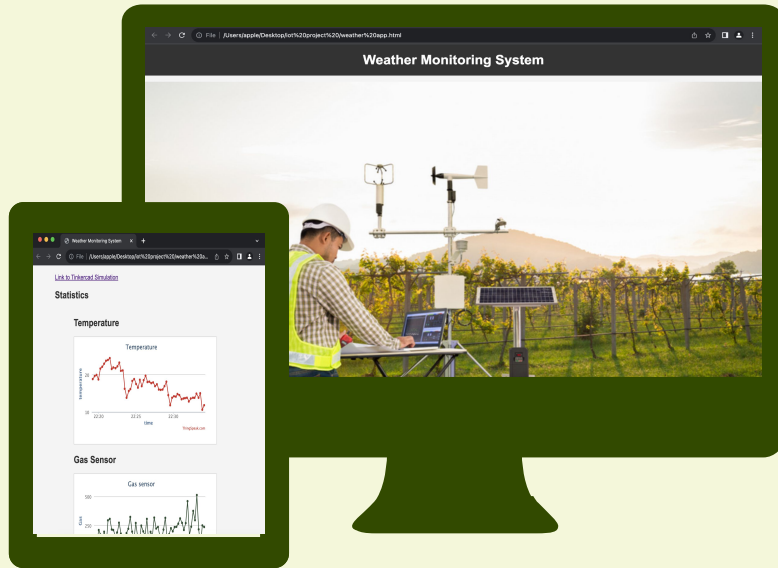 File | /Users/apple/Desktop/iot%20project%20/weather%20app.html
Weather Monitoring System
Weather Monitoring System
File | /Users/apple/Desktop/iot%20project%20/weather%20a...
Link to Tinkercad Simulation
Statistics
Temperature
Temperature
temperature
20
10
22:20 22:25 22:30
time
ThingSpeak.com
Gas Sensor
Gas sensor
500
250
Gas